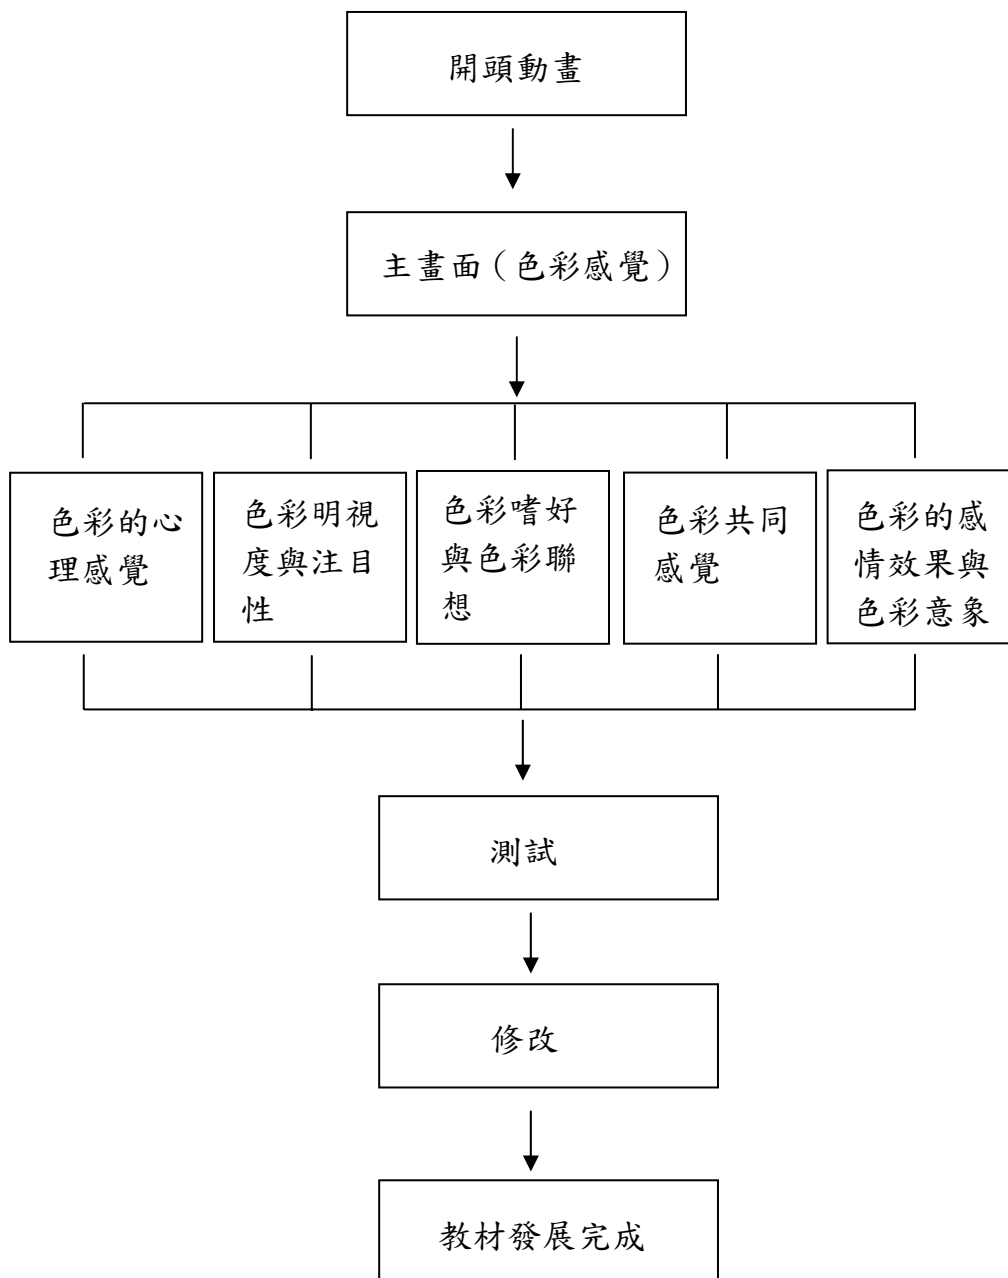 開頭動畫
主畫面（色彩感覺）
色彩的心
理感覺
色彩明視
度與注目
性
色彩嗜好
與色彩聯
想
色彩共同
感覺
色彩的感
情效果與
色彩意象
測試
修改
教材發展完成